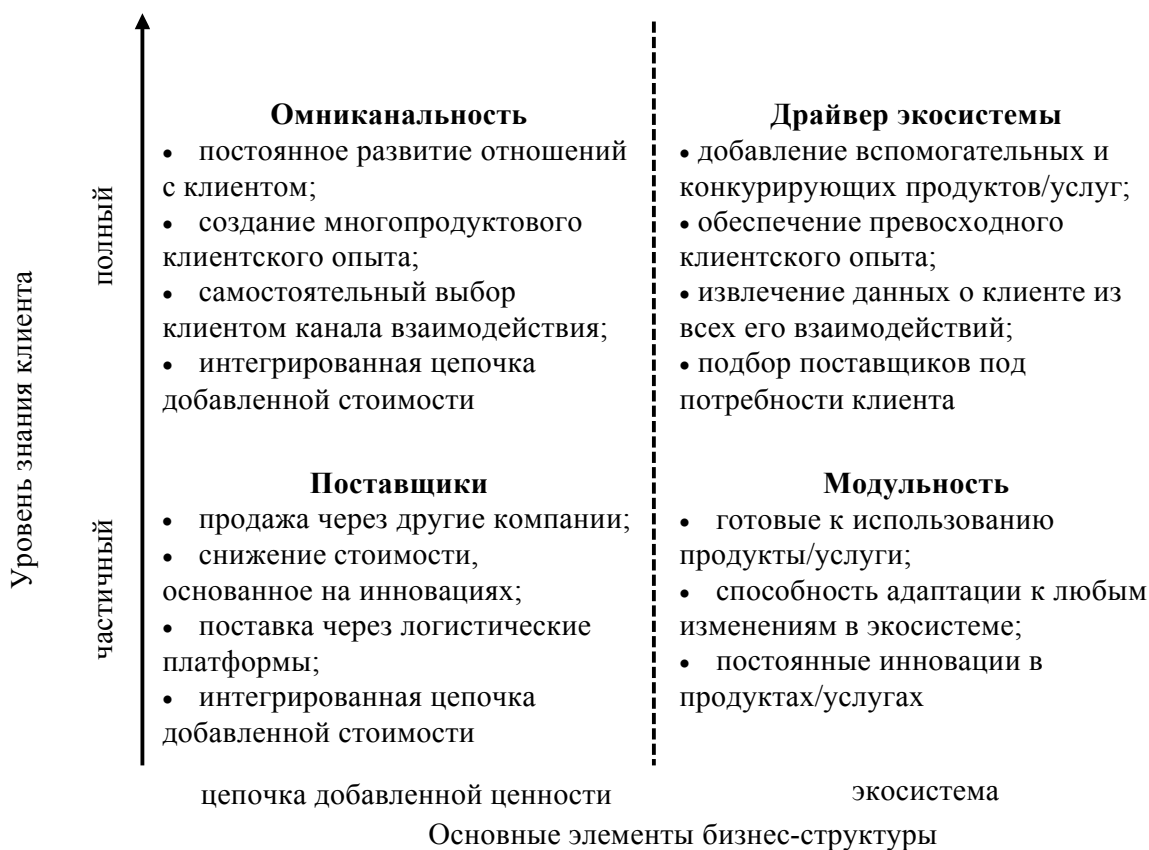 Уровень знания клиента
полный
частичный
Омниканальность
• постоянное развитие отношений
с клиентом;
• создание многопродуктового
клиентского опыта;
• самостоятельный выбор
клиентом канала взаимодействия;
• интегрированная цепочка
добавленной стоимости
Драйвер экосистемы
• добавление вспомогательных и
конкурирующих продуктов/услуг;
• обеспечение превосходного
клиентского опыта;
• извлечение данных о клиенте из
всех его взаимодействий;
• подбор поставщиков под
потребности клиента
Поставщики
• продажа через другие компании;
• снижение стоимости,
основанное на инновациях;
• поставка через логистические
платформы;
• интегрированная цепочка
добавленной стоимости
Модульность
• готовые к использованию
продукты/услуги;
• способность адаптации к любым
изменениям в экосистеме;
• постоянные инновации в
продуктах/услугах
цепочка добавленной ценности
экосистема
Основные элементы бизнес-структуры